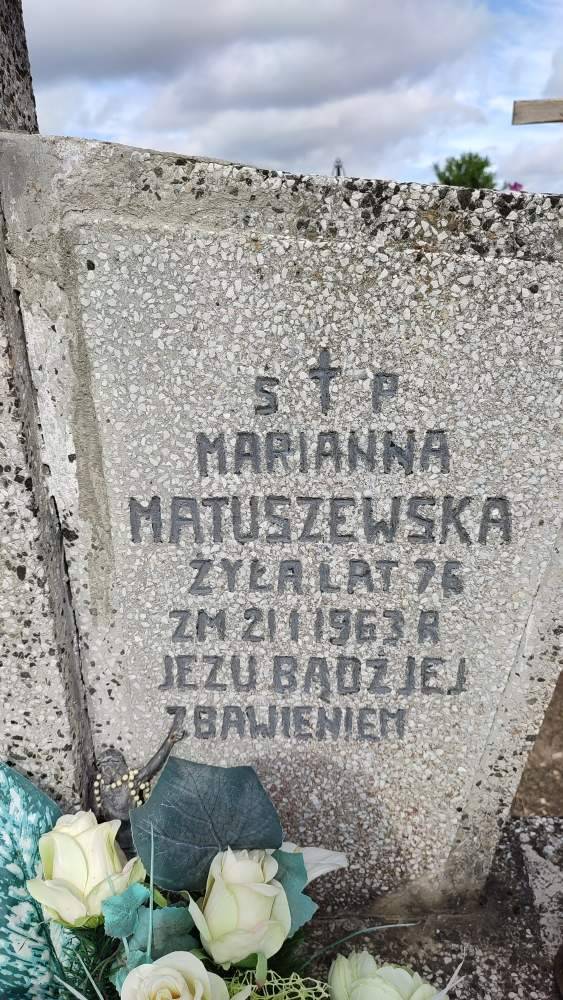 S † P
MARIANNA
MATUSZEWSKA
ŻYŁA LAT 76
ZM 21 I 1963 R
JEZU BĄDŹ JEJ
ZBAWIENIEM